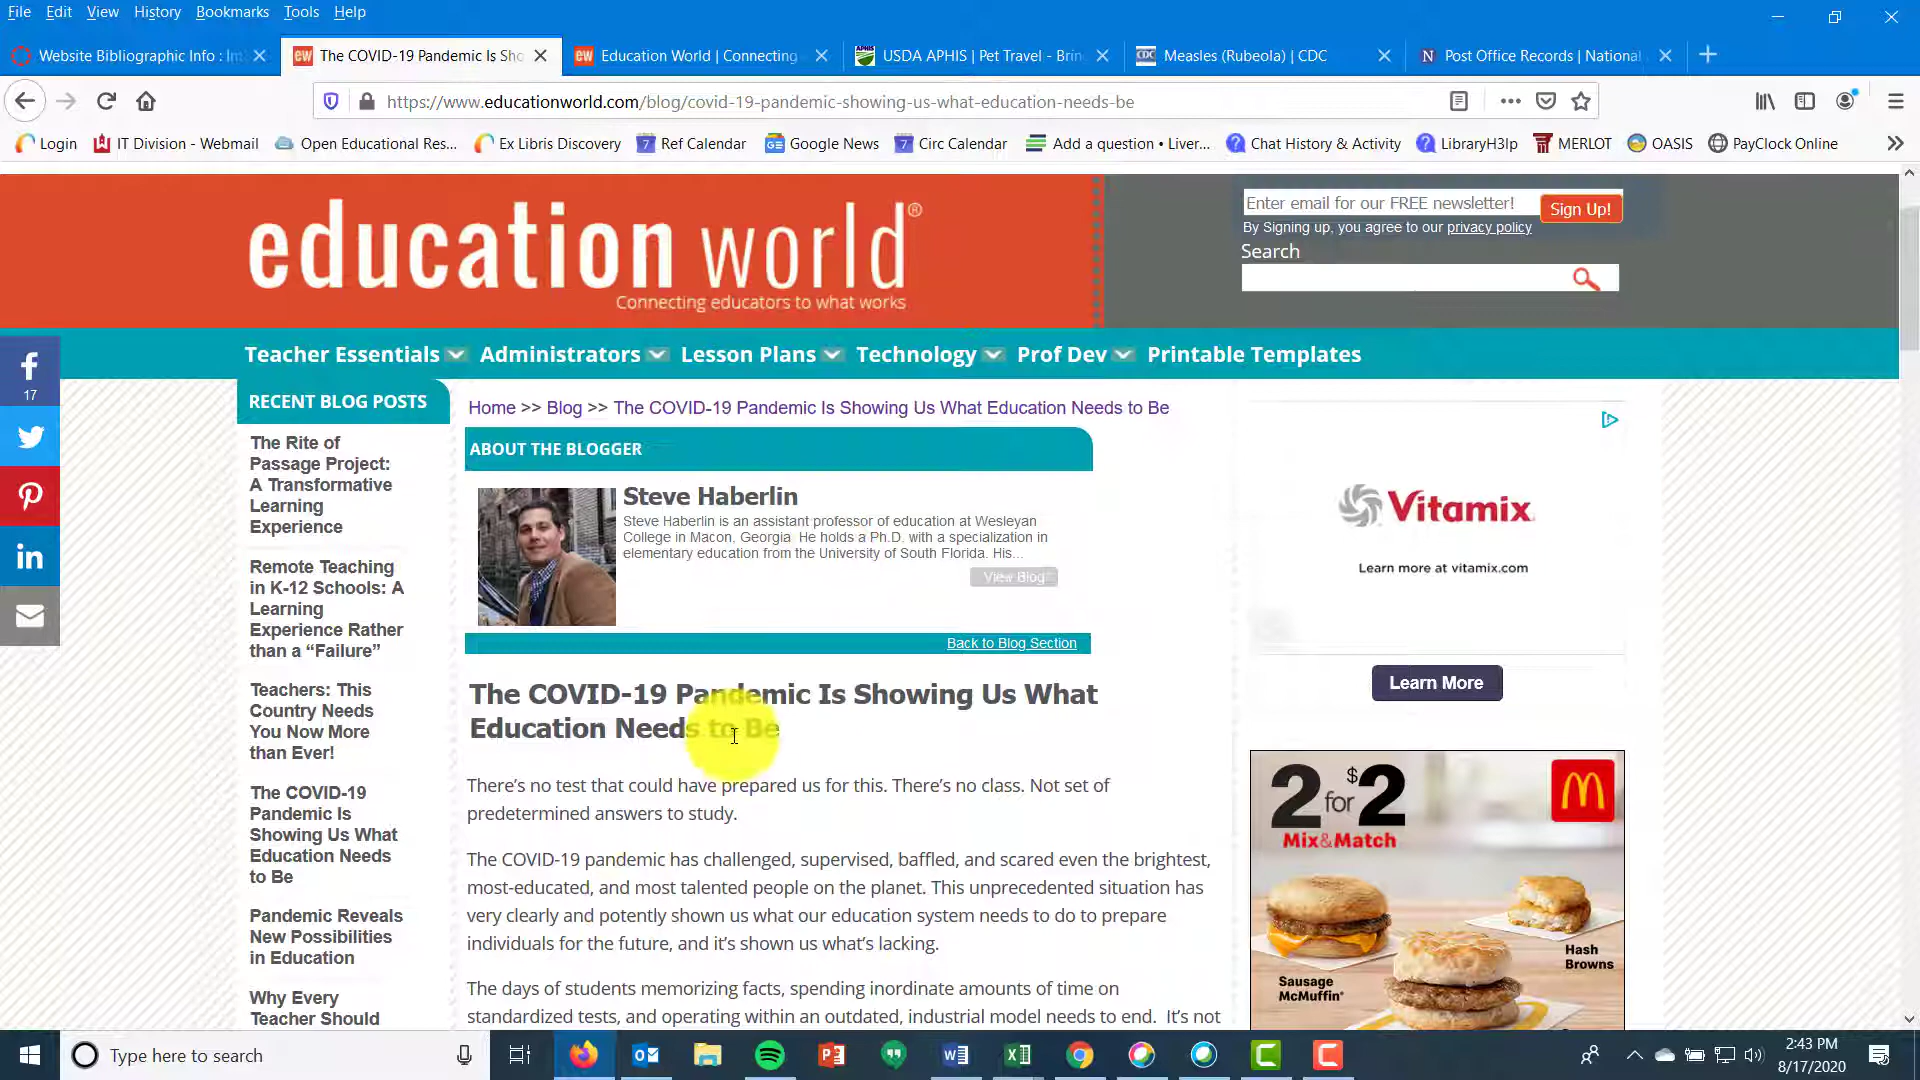 File Edit View History Bookmarks Tools Help
Website Bibliographic Info : Im
The COVID-19 Pandemic Is Sho
Education World | Connecting
USDA APHIS | Pet Travel - Brin
Measles (Rubeola) | CDC
Post Office Records | National
https://www.educationworld.com/blog/covid-19-pandemic-showing-us-what-education-needs-be
Login IT Division - Webmail Open Educational Res... Ex Libris Discovery Ref Calendar Google News Circ Calendar Add a question • Liver... Chat History & Activity LibraryH3lp MERLOT OASIS PayClock Online
education world®
Connecting educators to what works
Enter email for our FREE newsletter! Sign Up!
By Signing up, you agree to our privacy policy
Search
Teacher Essentials Administrators Lesson Plans Technology Prof Dev Printable Templates
17
RECENT BLOG POSTS
The Rite of
Passage Project:
A Transformative
Learning
Experience
Remote Teaching
in K-12 Schools: A
Learning
Experience Rather
than a “Failure”
Teachers: This
Country Needs
You Now More
than Ever!
The COVID-19
Pandemic Is
Showing Us What
Education Needs
to Be
Pandemic Reveals
New Possibilities
in Education
Why Every
Teacher Should
Home >> Blog >> The COVID-19 Pandemic Is Showing Us What Education Needs to Be
ABOUT THE BLOGGER
Steve Haberlin
Steve Haberlin is an assistant professor of education at Wesleyan
College in Macon, Georgia He holds a Ph.D. with a specialization in
elementary education from the University of South Florida. His...
View Blog
Back to Blog Section
The COVID-19 Pandemic Is Showing Us What
Education Needs to Be
There’s no test that could have prepared us for this. There’s no class. Not set of
predetermined answers to study.
The COVID-19 pandemic has challenged, supervised, baffled, and scared even the brightest,
most-educated, and most talented people on the planet. This unprecedented situation has
very clearly and potently shown us what our education system needs to do to prepare
individuals for the future, and it’s shown us what’s lacking.
The days of students memorizing facts, spending inordinate amounts of time on
standardized tests, and operating within an outdated, industrial model needs to end. It’s not
Vitamix
Learn more at vitamix.com
Learn More
2 for $2
Mix&Match
Hash
Browns
Sausage
McMuffin®
Type here to search
2:43 PM
8/17/2020